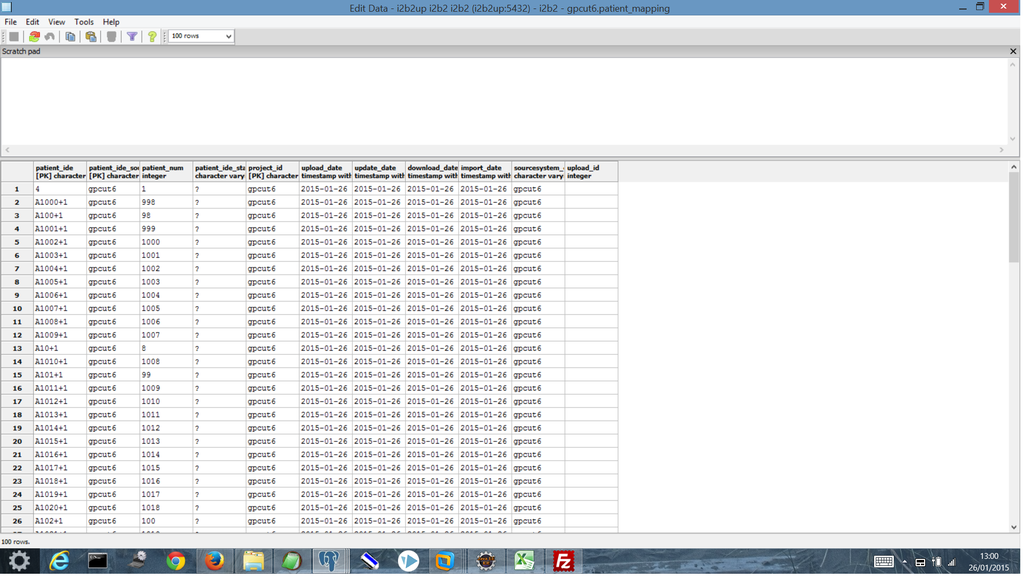 Edit Data - i2b2up i2b2 i2b2 (i2b2up:5432) - i2b2 - gpcut6.patient_mapping
File Edit View Tools Help
100 rows
Scratch pad
patient_ide patient_ide_sou patient_num patient_ide_sta project_id upload_date update_date download_date import_date sourcesystem_ upload_id
[PK] character [PK] character integer character vary [PK] character timestamp with timestamp with timestamp with timestamp with character vary integer
1 4 gpcut6 1 ? gpcut6 2015-01-26 2015-01-26 2015-01-26 2015-01-26 gpcut6
2 A1000+1 gpcut6 998 ? gpcut6 2015-01-26 2015-01-26 2015-01-26 2015-01-26 gpcut6
3 A100+1 gpcut6 98 ? gpcut6 2015-01-26 2015-01-26 2015-01-26 2015-01-26 gpcut6
4 A1001+1 gpcut6 999 ? gpcut6 2015-01-26 2015-01-26 2015-01-26 2015-01-26 gpcut6
5 A1002+1 gpcut6 1000 ? gpcut6 2015-01-26 2015-01-26 2015-01-26 2015-01-26 gpcut6
6 A1003+1 gpcut6 1001 ? gpcut6 2015-01-26 2015-01-26 2015-01-26 2015-01-26 gpcut6
7 A1004+1 gpcut6 1002 ? gpcut6 2015-01-26 2015-01-26 2015-01-26 2015-01-26 gpcut6
8 A1005+1 gpcut6 1003 ? gpcut6 2015-01-26 2015-01-26 2015-01-26 2015-01-26 gpcut6
9 A1006+1 gpcut6 1004 ? gpcut6 2015-01-26 2015-01-26 2015-01-26 2015-01-26 gpcut6
10 A1007+1 gpcut6 1005 ? gpcut6 2015-01-26 2015-01-26 2015-01-26 2015-01-26 gpcut6
11 A1008+1 gpcut6 1006 ? gpcut6 2015-01-26 2015-01-26 2015-01-26 2015-01-26 gpcut6
12 A1009+1 gpcut6 1007 ? gpcut6 2015-01-26 2015-01-26 2015-01-26 2015-01-26 gpcut6
13 A10+1 gpcut6 8 ? gpcut6 2015-01-26 2015-01-26 2015-01-26 2015-01-26 gpcut6
14 A1010+1 gpcut6 1008 ? gpcut6 2015-01-26 2015-01-26 2015-01-26 2015-01-26 gpcut6
15 A101+1 gpcut6 99 ? gpcut6 2015-01-26 2015-01-26 2015-01-26 2015-01-26 gpcut6
16 A1011+1 gpcut6 1009 ? gpcut6 2015-01-26 2015-01-26 2015-01-26 2015-01-26 gpcut6
17 A1012+1 gpcut6 1010 ? gpcut6 2015-01-26 2015-01-26 2015-01-26 2015-01-26 gpcut6
18 A1013+1 gpcut6 1011 ? gpcut6 2015-01-26 2015-01-26 2015-01-26 2015-01-26 gpcut6
19 A1014+1 gpcut6 1012 ? gpcut6 2015-01-26 2015-01-26 2015-01-26 2015-01-26 gpcut6
20 A1015+1 gpcut6 1013 ? gpcut6 2015-01-26 2015-01-26 2015-01-26 2015-01-26 gpcut6
21 A1016+1 gpcut6 1014 ? gpcut6 2015-01-26 2015-01-26 2015-01-26 2015-01-26 gpcut6
22 A1017+1 gpcut6 1015 ? gpcut6 2015-01-26 2015-01-26 2015-01-26 2015-01-26 gpcut6
23 A1018+1 gpcut6 1016 ? gpcut6 2015-01-26 2015-01-26 2015-01-26 2015-01-26 gpcut6
24 A1019+1 gpcut6 1017 ? gpcut6 2015-01-26 2015-01-26 2015-01-26 2015-01-26 gpcut6
25 A1020+1 gpcut6 1018 ? gpcut6 2015-01-26 2015-01-26 2015-01-26 2015-01-26 gpcut6
26 A102+1 gpcut6 100 ? gpcut6 2015-01-26 2015-01-26 2015-01-26 2015-01-26 gpcut6
100 rows.
13:00
26/01/2015